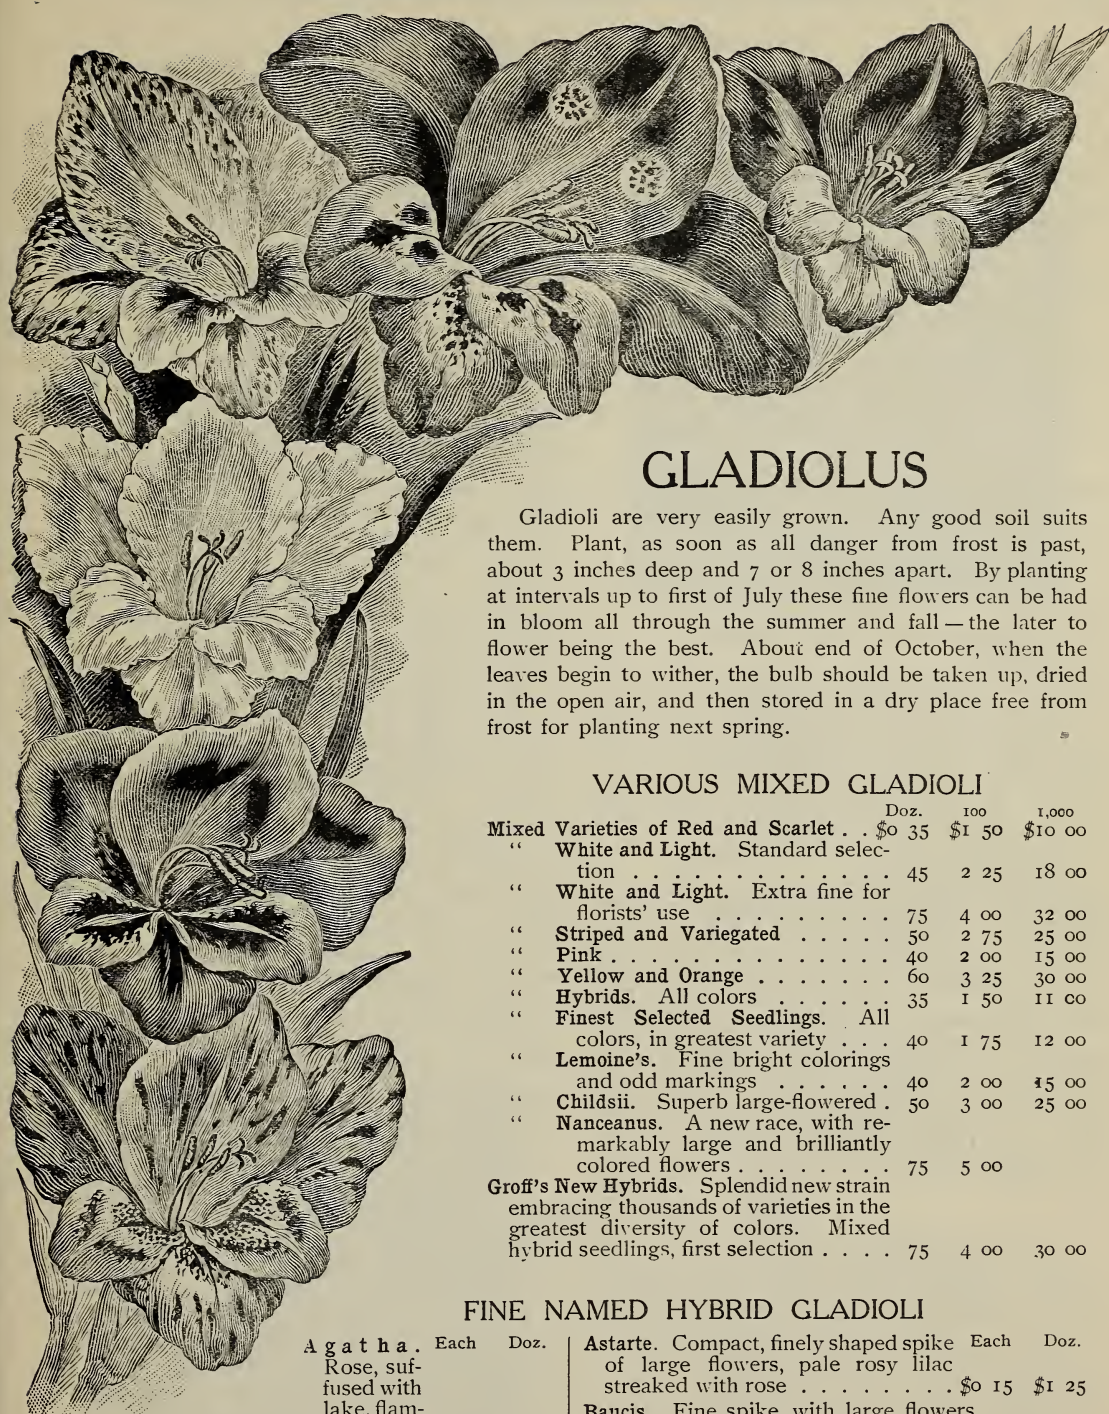 GLADIOLUS
Gladioli are very easily grown. Any good soil suits
them. Plant, as soon as all danger from frost is past,
about 3 inches deep and 7 or 8 inches apart. By planting
at intervals up to first of July these fine flowers can be had
in bloom all through the summer and fall — the later to
flower being the best. About end of October, when the
leaves begin to wither, the bulb should be taken up, dried
in the open air, and then stored in a dry place free from
frost for planting next spring.
VARIOUS MIXED GLADIOLI
Doz. 100 1,000
Mixed Varieties of Red and Scarlet . . $0 35 $1 50 $10 00
“ White and Light. Standard selec-
tion . . . . . . . . . . . . . 45 2 25 18 00
“ White and Light. Extra fine for
florists' use . . . . . . . . . 75 4 00 32 00
“ Striped and Variegated . . . . . 50 2 75 25 00
“ Pink . . . . . . . . . . . . . . 40 2 00 15 00
“ Yellow and Orange . . . . . . . 60 3 25 30 00
“ Hybrids. All colors . . . . . . 35 1 50 11 00
“ Finest Selected Seedlings. All
colors, in greatest variety . . . 40 1 75 12 00
“ Lemoine's. Fine bright colorings
and odd markings . . . . . . 40 2 00 15 00
“ Childsii. Superb large-flowered . 50 3 00 25 00
“ Nanceanus. A new race, with re-
markably large and brilliantly
colored flowers . . . . . . . . 75 5 00
Groff's New Hybrids. Splendid new strain
embracing thousands of varieties in the
greatest diversity of colors. Mixed
hybrid seedlings, first selection . . . . 75 4 00 30 00
FINE NAMED HYBRID GLADIOLI
Agatha. Each Doz.
Rose, suf-
fused with
lake, flam-
Astarte. Compact, finely shaped spike Each Doz.
of large flowers, pale rosy lilac
streaked with rose . . . . . . . . . $0 15 $1 25
Baucis. Fine spike with large flowers